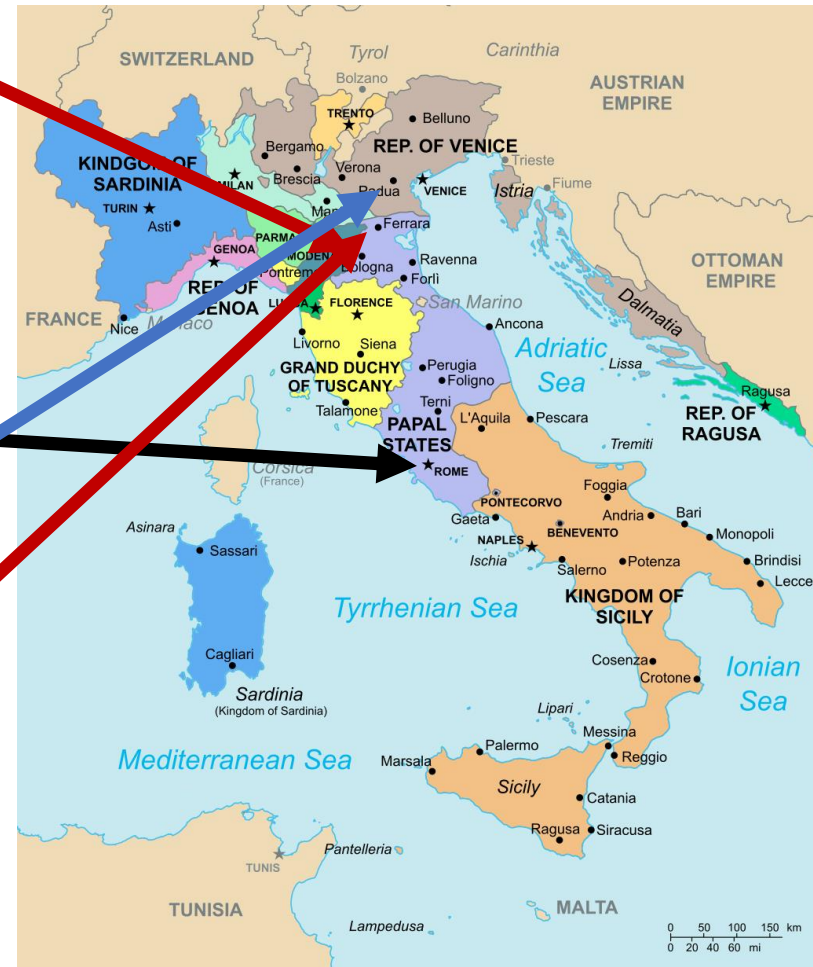 SWITZERLAND
Tyrol
Carinthia
Bolzano
AUSTRIAN
EMPIRE
TRENTO
Belluno
Bergamo
REP. OF VENICE
KINDGOM OF
SARDINIA
Verona
Brescia
Trieste
MILAN
Padua
VENICE
Istria
Fiume
TURIN
Asti
Ferrara
PARMA
GENOA
MODENA
Ravenna
Bologna
OTTOMAN
EMPIRE
Forlì
REP. OF
GENOA
LUCCA
FLORENCE
San Marino
Dalmatia
FRANCE
Nice
Monaco
Livorno
Siena
Ancona
Adriatic
Sea
Lissa
GRAND DUCHY
OF TUSCANY
Perugia
Foligno
Ragusa
Talamone
Terni
L'Aquila
Pescara
REP. OF
RAGUSA
PAPAL
STATES
Tremiti
Corsica
(France)
ROME
Foggia
PONTECORVO
Asinara
Gaeta
BENEVENTO
Andria
Bari
Monopoli
Sassari
NAPLES
Ischia
Salerno
Potenza
Brindisi
Lecce
Tyrrhenian Sea
KINGDOM OF
SICILY
Cagliari
Cosenza
Crotone
Ionian
Sea
Sardinia
(Kingdom of Sardinia)
Lipari
Messina
Mediterranean Sea
Marsala
Palermo
Reggio
Sicily
Catania
Ragusa
Siracusa
Pantelleria
TUNIS
TUNISIA
MALTA
Lampedusa
0 50 100 150 km
0 20 40 60 mi